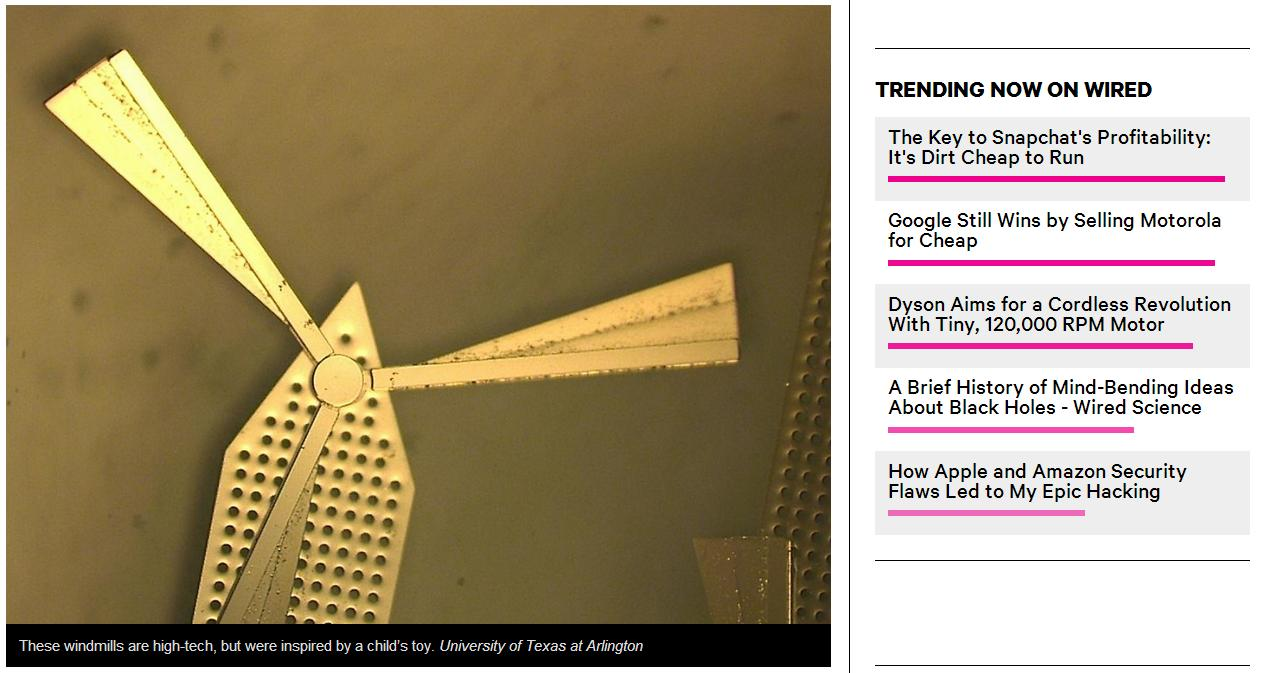 These windmills are high-tech, but were inspired by a child's toy. University of Texas at Arlington
TRENDING NOW ON WIRED
The Key to Snapchat's Profitability:
It's Dirt Cheap to Run
Google Still Wins by Selling Motorola
for Cheap
Dyson Aims for a Cordless Revolution
With Tiny, 120,000 RPM Motor
A Brief History of Mind-Bending Ideas
About Black Holes - Wired Science
How Apple and Amazon Security
Flaws Led to My Epic Hacking